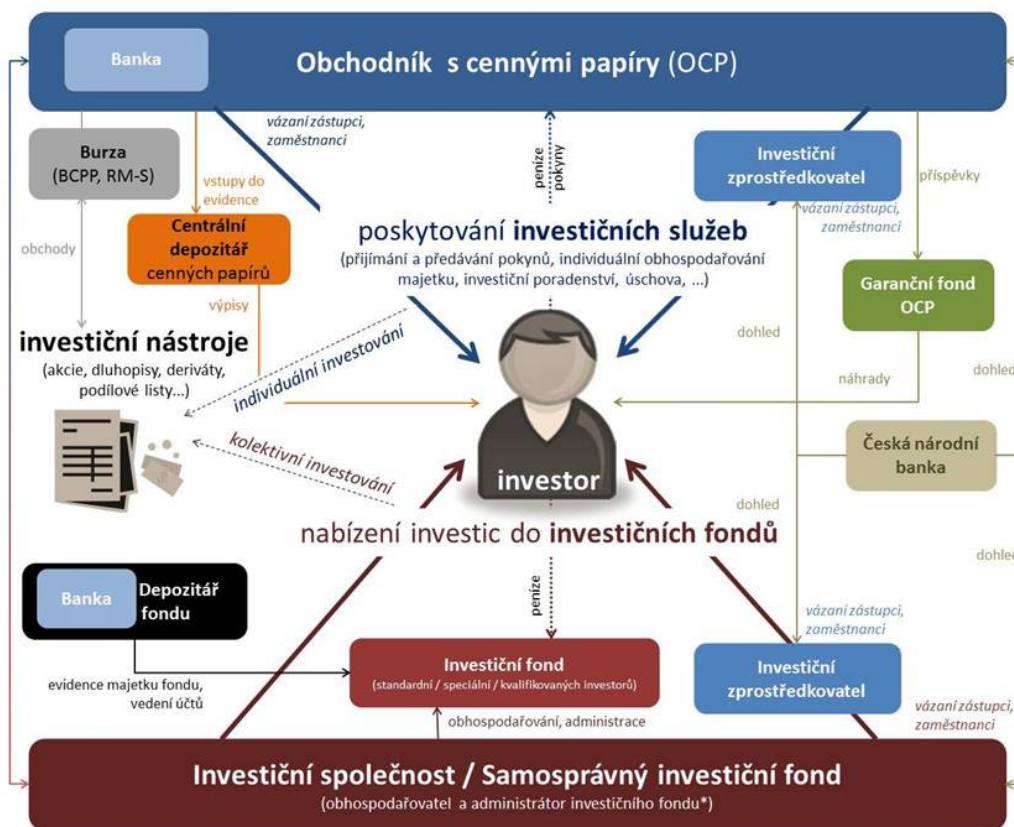 Banka
Obchodník s cennými papíry (OCP)
vázaní zástupci,
zaměstnanci
Burza
(BCPP, RM-S)
vstupy do
evidence
peníze
pokyny
Investiční
zprostředkovatel
příspěvky
vázaní zástupci,
zaměstnanci
Centrální
depozitář
cenných papírů
obchody
výpisy
poskytování investičních služeb
(přijímání a předávání pokynů, individuální obhospodařování
majetku, investiční poradenství, úschova, ...)
Garanční fond
OCP
investiční nástroje
(akcie, dluhopisy, deriváty,
podílové listy...)
individuální investování
dohled
náhrady
dohled
kolektivní investování
Česká národní
banka
investor
dohled
nabízení investic do investičních fondů
dohled
Banka
Depozitář
fondu
peníze
vázaní zástupci,
zaměstnanci
evidence majetku fondu,
vedení účtů
Investiční fond
(standardní / speciální / kvalifikovaných investorů)
Investiční
zprostředkovatel
obhospodařování, administrace
vázaní zástupci,
zaměstnanci
Investiční společnost / Samosprávný investiční fond
(obhospodařovatel a administrátor investičního fondu*)